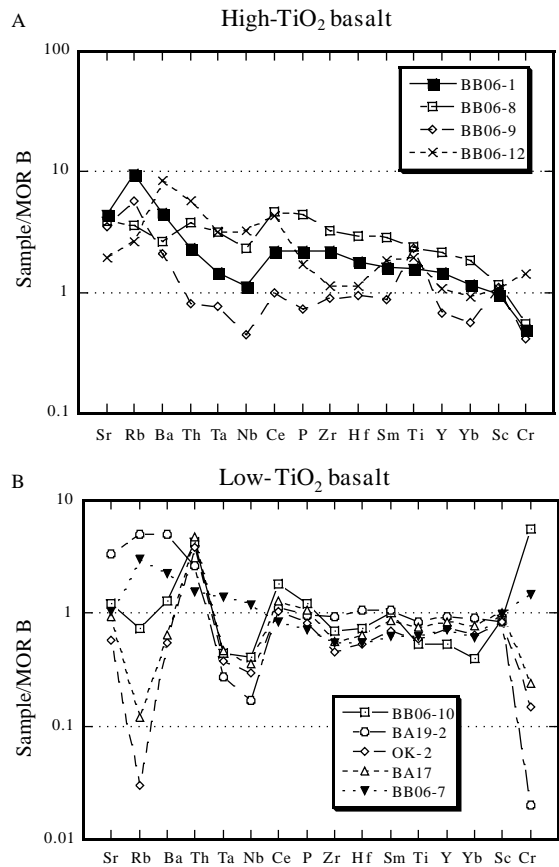 A
High-TiO₂ basalt
Sample/MOR B
100
10
1
0.1
BB06-1
BB06-8
BB06-9
BB06-12
Sr Rb Ba Th Ta Nb Ce P Zr Hf Sm Ti Y Yb Sc Cr
B
Low-TiO₂ basalt
Sample/MOR B
10
1
0.1
0.01
BB06-10
BA19-2
OK-2
BA17
BB06-7
Sr Rb Ba Th Ta Nb Ce P Zr Hf Sm Ti Y Yb Sc Cr